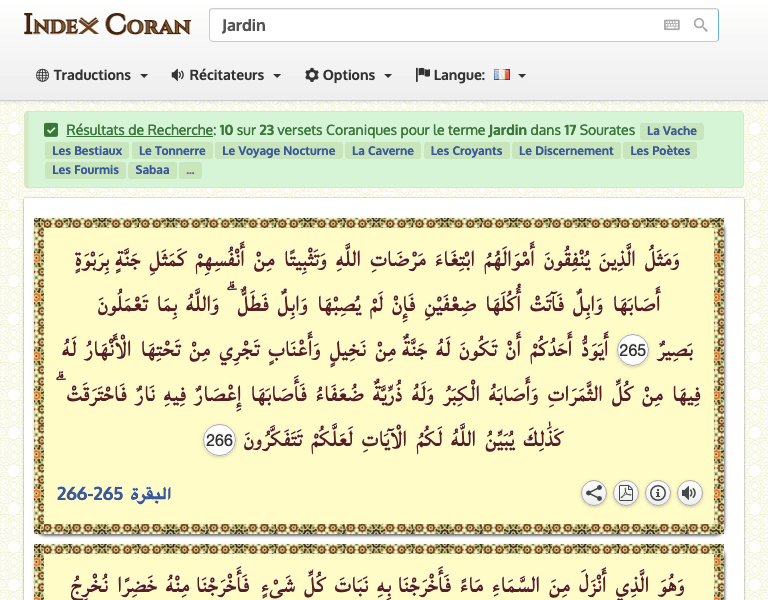 INDEX CORAN
Jardin
Traductions Récitateurs Options Langue:
Résultats de Recherche: 10 sur 23 versets Coraniques pour le terme Jardin dans 17 Sourates La Vache
Les Bestiaux Le Tonnerre Le Voyage Nocturne La Caverne Les Croyants Le Discernement Les Poètes
Les Fourmis Sabaa ...
وَمَثَلُ الَّذِينَ يُنْفِقُونَ أَمْوَالَهُمُ ابْتِغَاءَ مَرْضَاتِ اللَّهِ وَتَثْبِيتًا مِنْ أَنْفُسِهِمْ كَمَثَلِ جَنَّةٍ بِرَبْوَةٍ
أَصَابَهَا وَابِلٌ فَآتَتْ أُكُلَهَا ضِعْفَيْنِ فَإِنْ لَمْ يُصِبْهَا وَابِلٌ فَطَلٌّ ۗ وَاللَّهُ بِمَا تَعْمَلُونَ
بَصِيرٌ 265 أَيَوَدُّ أَحَدُكُمْ أَنْ تَكُونَ لَهُ جَنَّةٌ مِنْ نَخِيلٍ وَأَعْنَابٍ تَجْرِي مِنْ تَحْتِهَا الْأَنْهَارُ لَهُ
فِيهَا مِنْ كُلِّ الثَّمَرَاتِ وَأَصَابَهُ الْكِبَرُ وَلَهُ ذُرِّيَّةٌ ضُعَفَاءُ فَأَصَابَهَا إِعْصَارٌ فِيهِ نَارٌ فَاحْتَرَقَتْ ۗ
كَذَٰلِكَ يُبَيِّنُ اللَّهُ لَكُمُ الْآيَاتِ لَعَلَّكُمْ تَتَفَكَّرُونَ 266
البقرة 265-266
وَهُوَ الَّذِي أَنْزَلَ مِنَ السَّمَاءِ مَاءً فَأَخْرَجْنَا بِهِ نَبَاتَ كُلِّ شَيْءٍ فَأَخْرَجْنَا مِنْهُ خَضِرًا نُخْرِجُ